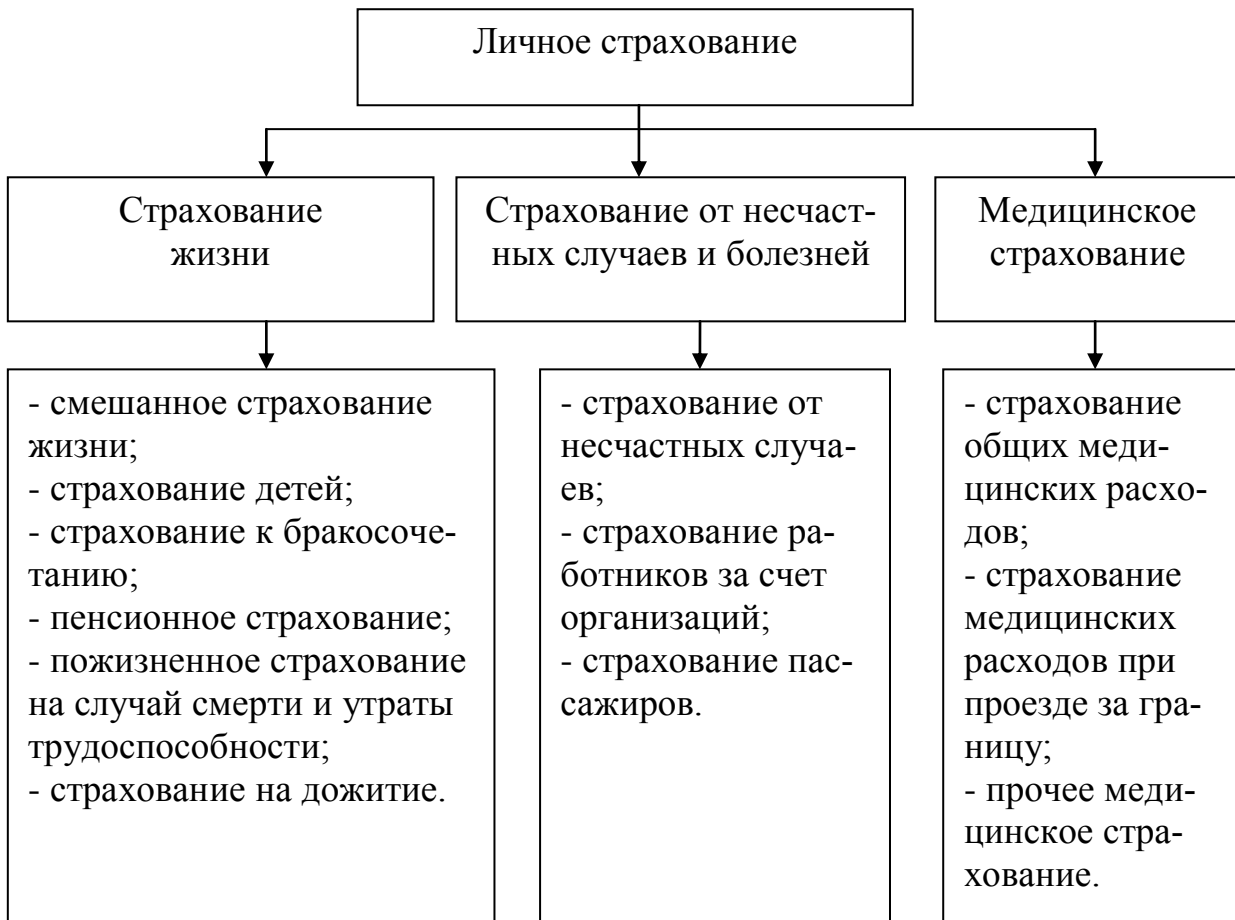 Личное страхование
Страхование
жизни
Страхование от несчаст-
ных случаев и болезней
Медицинское
страхование
- смешанное страхование
жизни;
- страхование детей;
- страхование к бракосоче-
танию;
- пенсионное страхование;
- пожизненное страхование
на случай смерти и утраты
трудоспособности;
- страхование на дожитие.
- страхование от
несчастных случа-
ев;
- страхование ра-
ботников за счет
организаций;
- страхование пас-
сажиров.
- страхование
общих меди-
цинских расхо-
дов;
- страхование
медицинских
расходов при
проезде за гра-
ницу;
- прочее меди-
цинское стра-
хование.